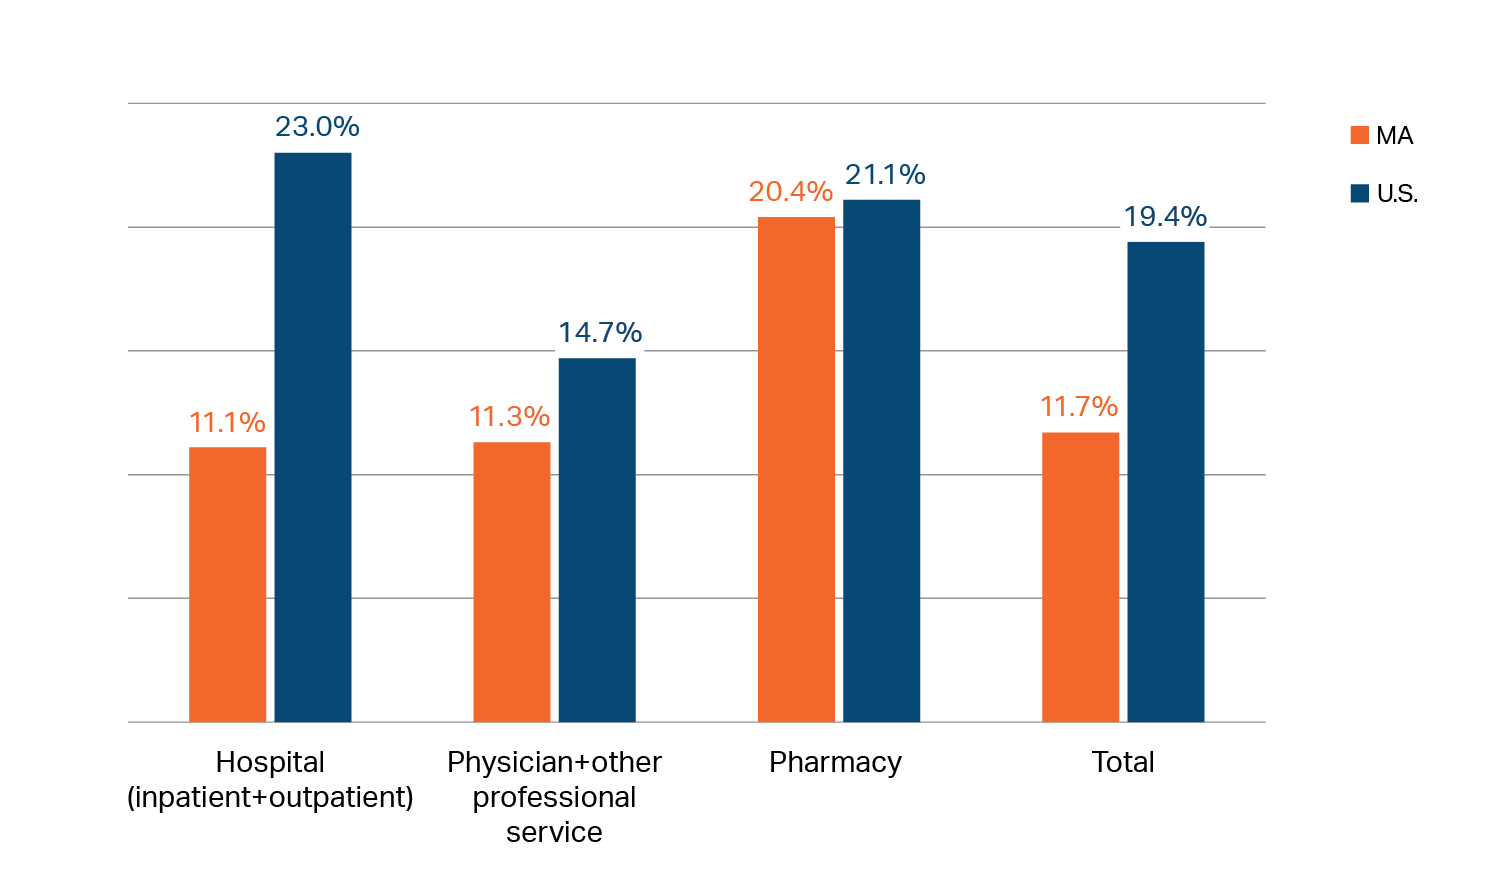 23.0%
MA
21.1%
20.4%
U.S.
19.4%
14.7%
11.7%
11.3%
11.1%
Hospital
(inpatient+outpatient)
Physician+other
professional
service
Pharmacy
Total